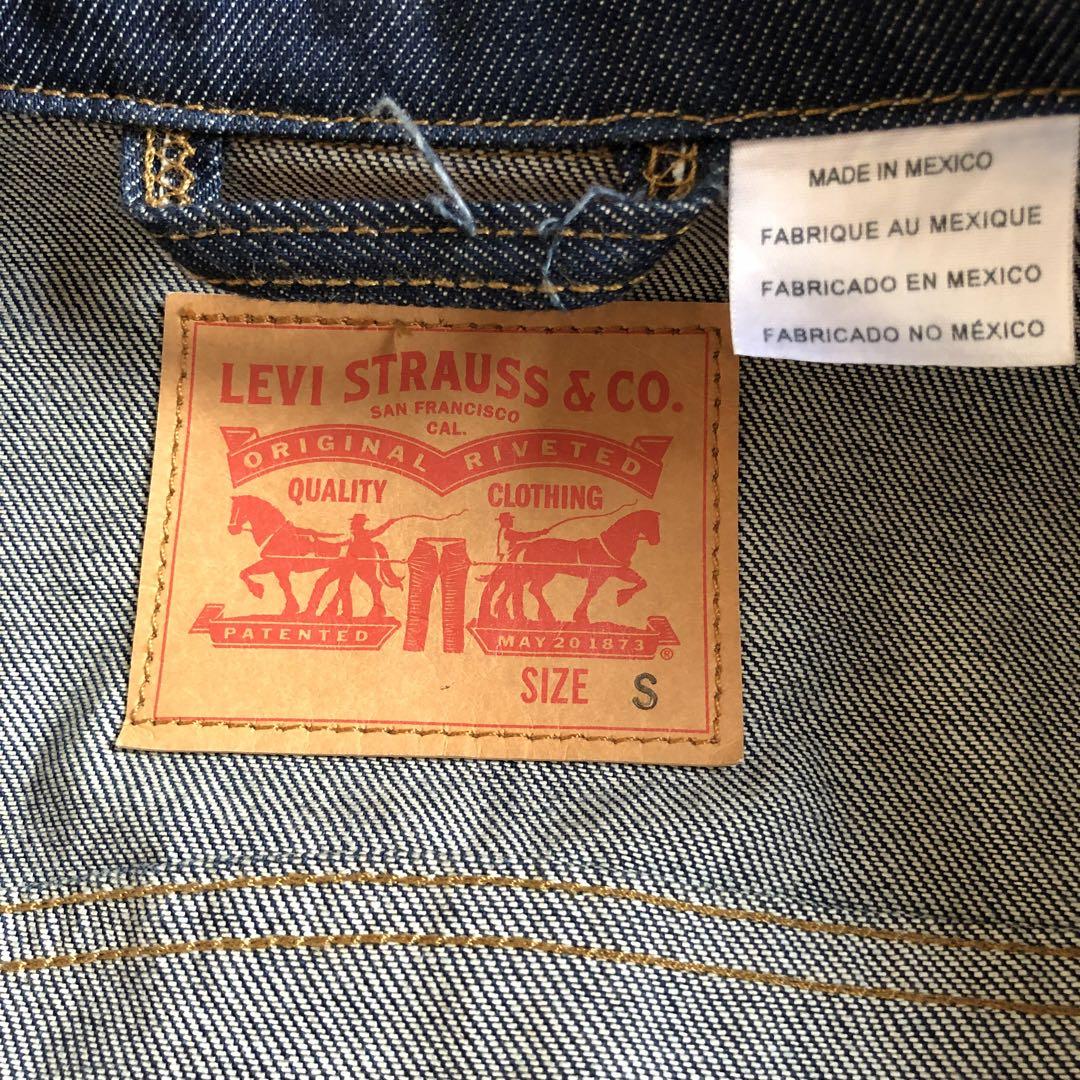 MADE IN MEXICO
FABRIQUE AU MEXIQUE
FABRICADO EN MEXICO
FABRICADO NO MÉXICO
LEVI STRAUSS & CO.
SAN FRANCISCO
CAL.
ORIGINAL RIVETED
QUALITY CLOTHING
PATENTED MAY 20 1873 ®
SIZE S